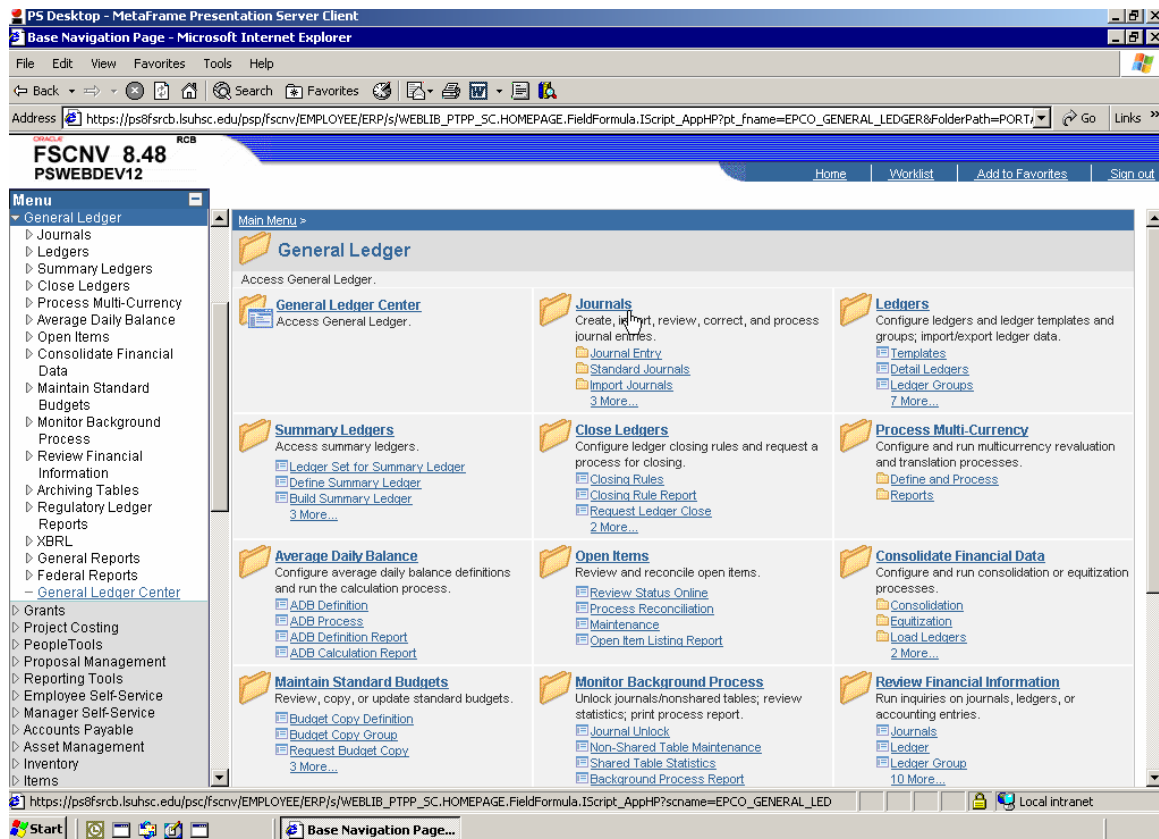 PS Desktop - MetaFrame Presentation Server Client
Base Navigation Page - Microsoft Internet Explorer
File Edit View Favorites Tools Help
Back Search Favorites
Address https://ps8fsrcb.lsuhsc.edu/psp/fscnv/EMPLOYEE/ERP/s/WEBLIB_PTPP_SC.HOMEPAGE.FieldFormula.IScript_AppHP?pt_fname=EPCO_GENERAL_LEDGER&FolderPath=PORT Go Links »
ORACLE RCB
FSCNV 8.48
PSWEBDEV12
Home Worklist Add to Favorites Sign out
Menu
General Ledger
Journals
Ledgers
Summary Ledgers
Close Ledgers
Process Multi-Currency
Average Daily Balance
Open Items
Consolidate Financial
Data
Maintain Standard
Budgets
Monitor Background
Process
Review Financial
Information
Archiving Tables
Regulatory Ledger
Reports
XBRL
General Reports
Federal Reports
General Ledger Center
Grants
Project Costing
PeopleTools
Proposal Management
Reporting Tools
Employee Self-Service
Manager Self-Service
Accounts Payable
Asset Management
Inventory
Items
Main Menu >
General Ledger
Access General Ledger.
General Ledger Center
Access General Ledger.
Journals
Create, import, review, correct, and process
journal entries.
Journal Entry
Standard Journals
Import Journals
3 More...
Ledgers
Configure ledgers and ledger templates and
groups; import/export ledger data.
Templates
Detail Ledgers
Ledger Groups
7 More...
Summary Ledgers
Access summary ledgers.
Ledger Set for Summary Ledger
Define Summary Ledger
Build Summary Ledger
3 More...
Close Ledgers
Configure ledger closing rules and request a
process for closing.
Closing Rules
Closing Rule Report
Request Ledger Close
2 More...
Process Multi-Currency
Configure and run multicurrency revaluation
and translation processes.
Define and Process
Reports
Average Daily Balance
Configure average daily balance definitions
and run the calculation process.
ADB Definition
ADB Process
ADB Definition Report
ADB Calculation Report
Open Items
Review and reconcile open items.
Review Status Online
Process Reconciliation
Maintenance
Open Item Listing Report
Consolidate Financial Data
Configure and run consolidation or equitization
processes.
Consolidation
Equitization
Load Ledgers
2 More...
Maintain Standard Budgets
Review, copy, or update standard budgets.
Budget Copy Definition
Budget Copy Group
Request Budget Copy
3 More...
Monitor Background Process
Unlock journals/nonshared tables; review
statistics; print process report.
Journal Unlock
Non-Shared Table Maintenance
Shared Table Statistics
Background Process Report
Review Financial Information
Run inquiries on journals, ledgers, or
accounting entries.
Journals
Ledger
Ledger Group
10 More...
https://ps8fsrcb.lsuhsc.edu/psc/fscnv/EMPLOYEE/ERP/s/WEBLIB_PTPP_SC.HOMEPAGE.FieldFormula.IScript_AppHP?scname=EPCO_GENERAL_LED Local intranet
Start Base Navigation Page...